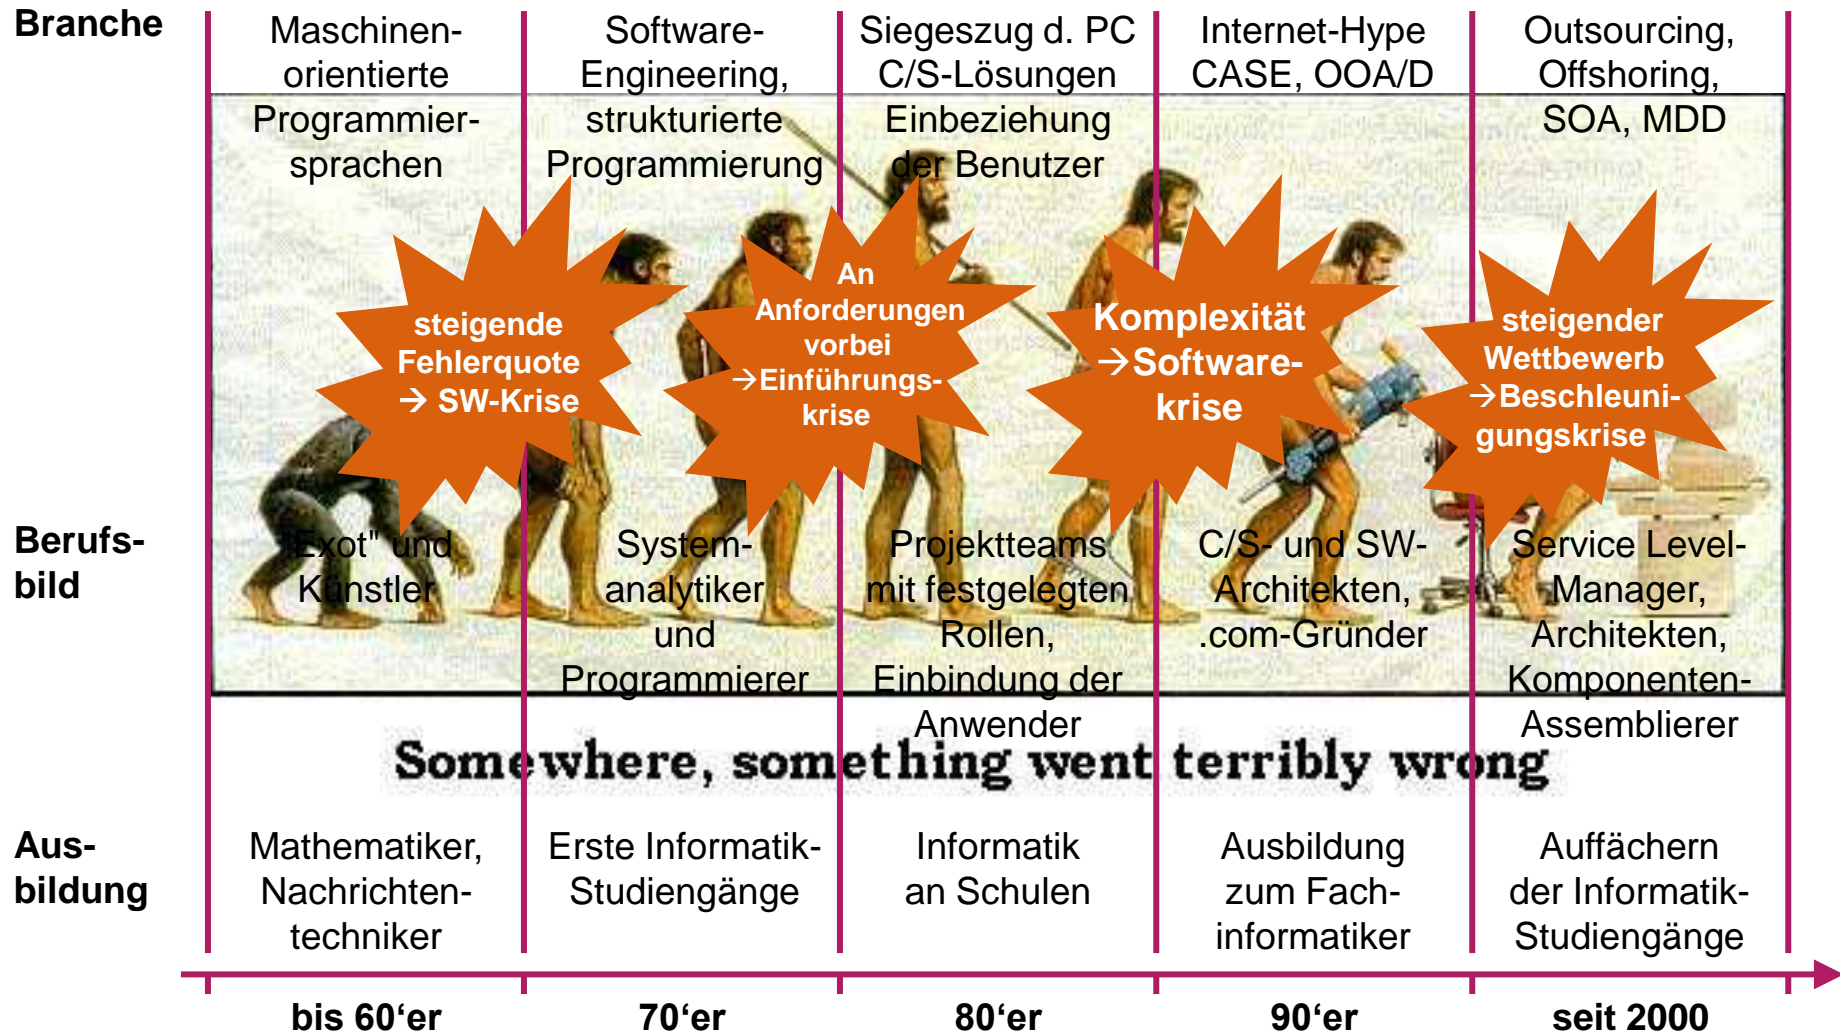 Branche
Maschinen-
orientierte
Programmier-
sprachen
Software-
Engineering,
strukturierte
Programmierung
Siegeszug d. PC
C/S-Lösungen
Einbeziehung
der Benutzer
Internet-Hype
CASE, OOA/D
Outsourcing,
Offshoring,
SOA, MDD
steigende
Fehlerquote
→ SW-Krise
An
Anforderungen
vorbei
→Einführungs-
krise
Komplexität
→Software-
krise
steigender
Wettbewerb
→Beschleuni-
gungskrise
Berufs-
bild
"Exot" und
Künstler
System-
analytiker
und
Programmierer
Projektteams
mit festgelegten
Rollen,
Einbindung der
Anwender
C/S- und SW-
Architekten,
.com-Gründer
Service Level-
Manager,
Architekten,
Komponenten-
Assemblierer
Somewhere, something went terribly wrong
Aus-
bildung
Mathematiker,
Nachrichten-
techniker
Erste Informatik-
Studiengänge
Informatik
an Schulen
Ausbildung
zum Fach-
informatiker
Auffächern
der Informatik-
Studiengänge
bis 60‘er
70‘er
80‘er
90‘er
seit 2000